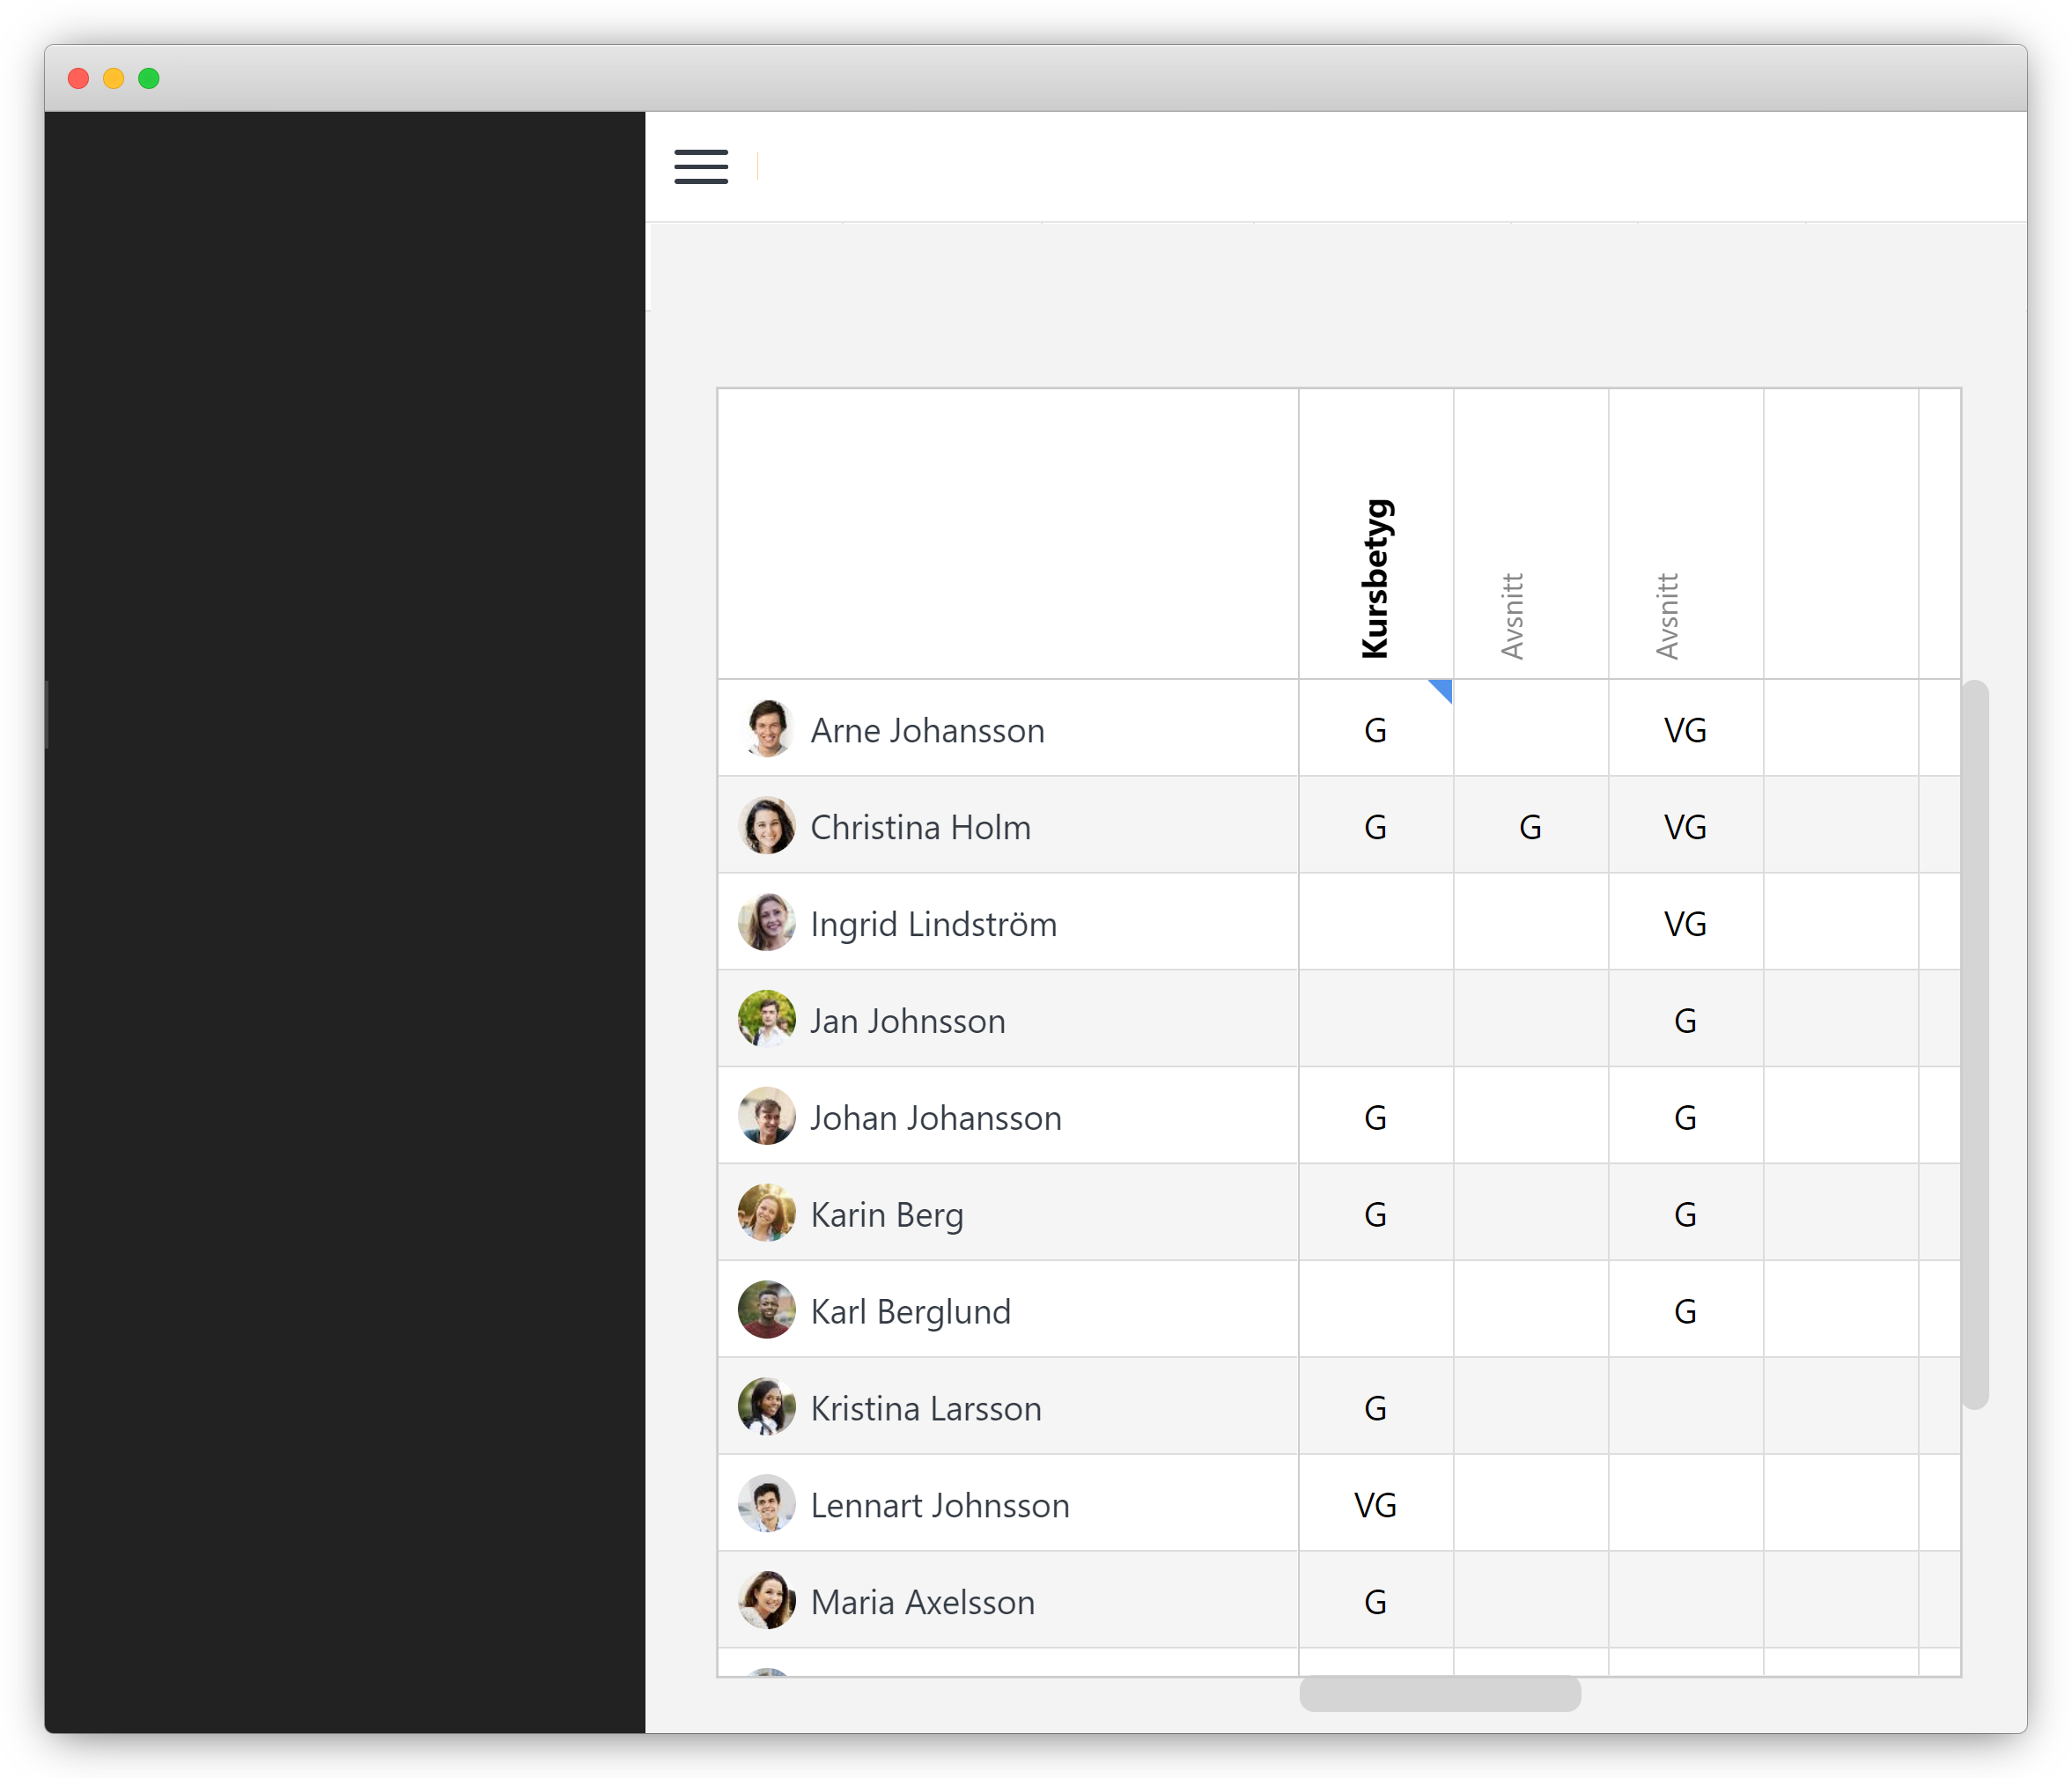 Kursbetyg Avsnitt Avsnitt
Arne Johansson G VG
Christina Holm G G VG
Ingrid Lindström VG
Jan Johnsson G
Johan Johansson G G
Karin Berg G G
Karl Berglund G
Kristina Larsson G
Lennart Johnsson VG
Maria Axelsson G